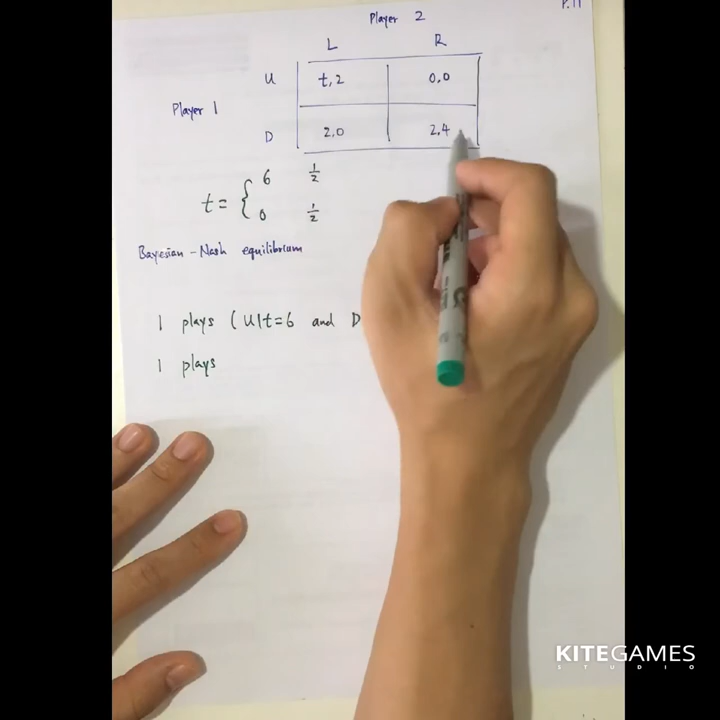 P.11
Player 2
L R
U t,2 0,0
Player 1
D 2,0 2,4
t = { 6 1/2
0 1/2
Bayesian-Nash equilibrium
1 plays (U|t=6 and D
1 plays
KITEGAMES
STUDIO